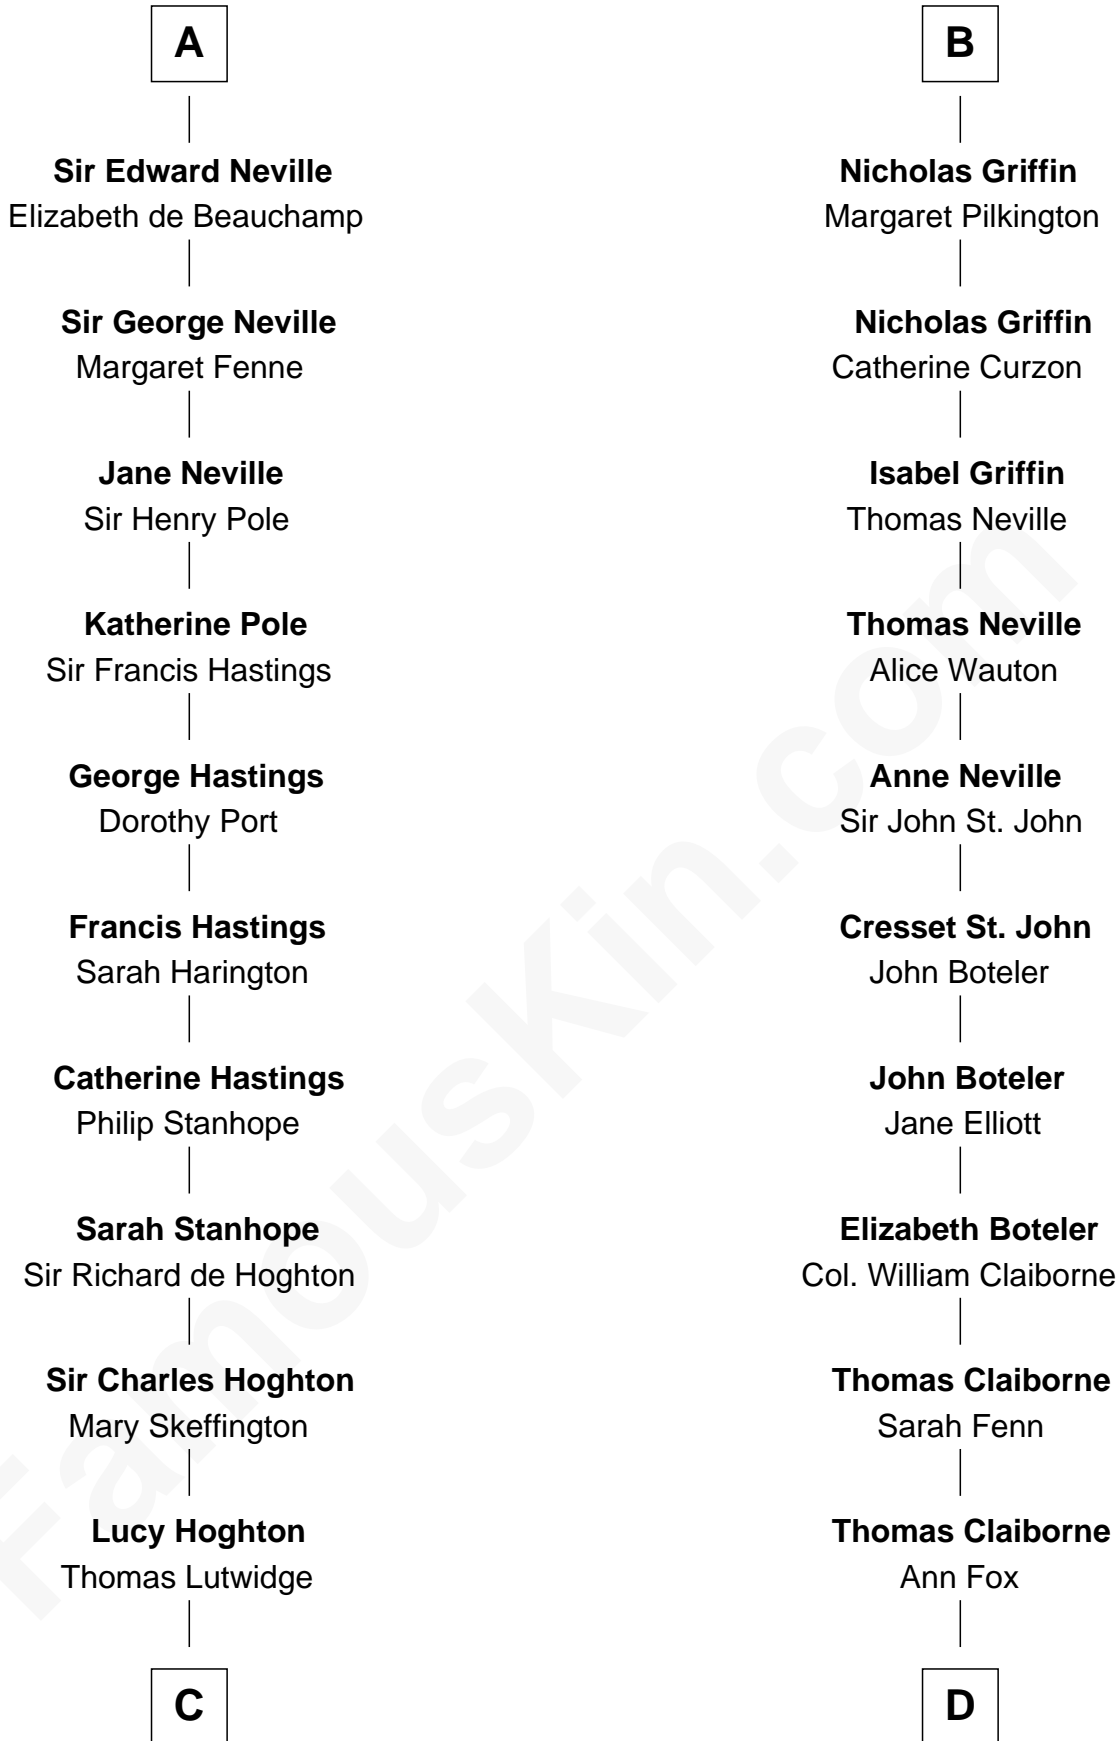 A
Sir Edward Neville
Elizabeth de Beauchamp
Sir George Neville
Margaret Fenne
Jane Neville
Sir Henry Pole
Katherine Pole
Sir Francis Hastings
George Hastings
Dorothy Port
Francis Hastings
Sarah Harington
Catherine Hastings
Philip Stanhope
Sarah Stanhope
Sir Richard de Hoghton
Sir Charles Hoghton
Mary Skeffington
Lucy Hoghton
Thomas Lutwidge
C
B
Nicholas Griffin
Margaret Pilkington
Nicholas Griffin
Catherine Curzon
Isabel Griffin
Thomas Neville
Thomas Neville
Alice Wauton
Anne Neville
Sir John St. John
Cresset St. John
John Boteler
John Boteler
Jane Elliott
Elizabeth Boteler
Col. William Claiborne
Thomas Claiborne
Sarah Fenn
Thomas Claiborne
Ann Fox
D
FamousKin.com